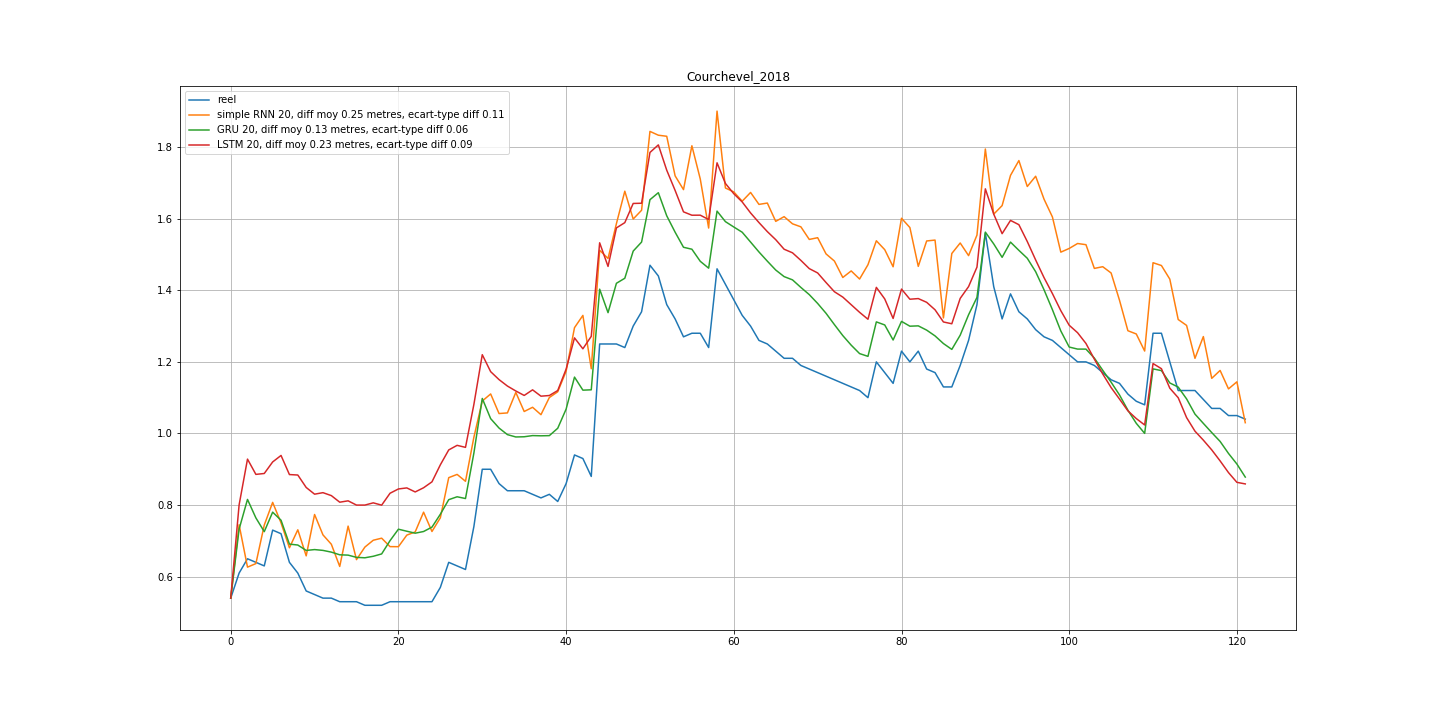 Courchevel_2018
reel
simple RNN 20, diff moy 0.25 metres, ecart-type diff 0.11
GRU 20, diff moy 0.13 metres, ecart-type diff 0.06
LSTM 20, diff moy 0.23 metres, ecart-type diff 0.09
1.8
1.6
1.4
1.2
1.0
0.8
0.6
0 20 40 60 80 100 120